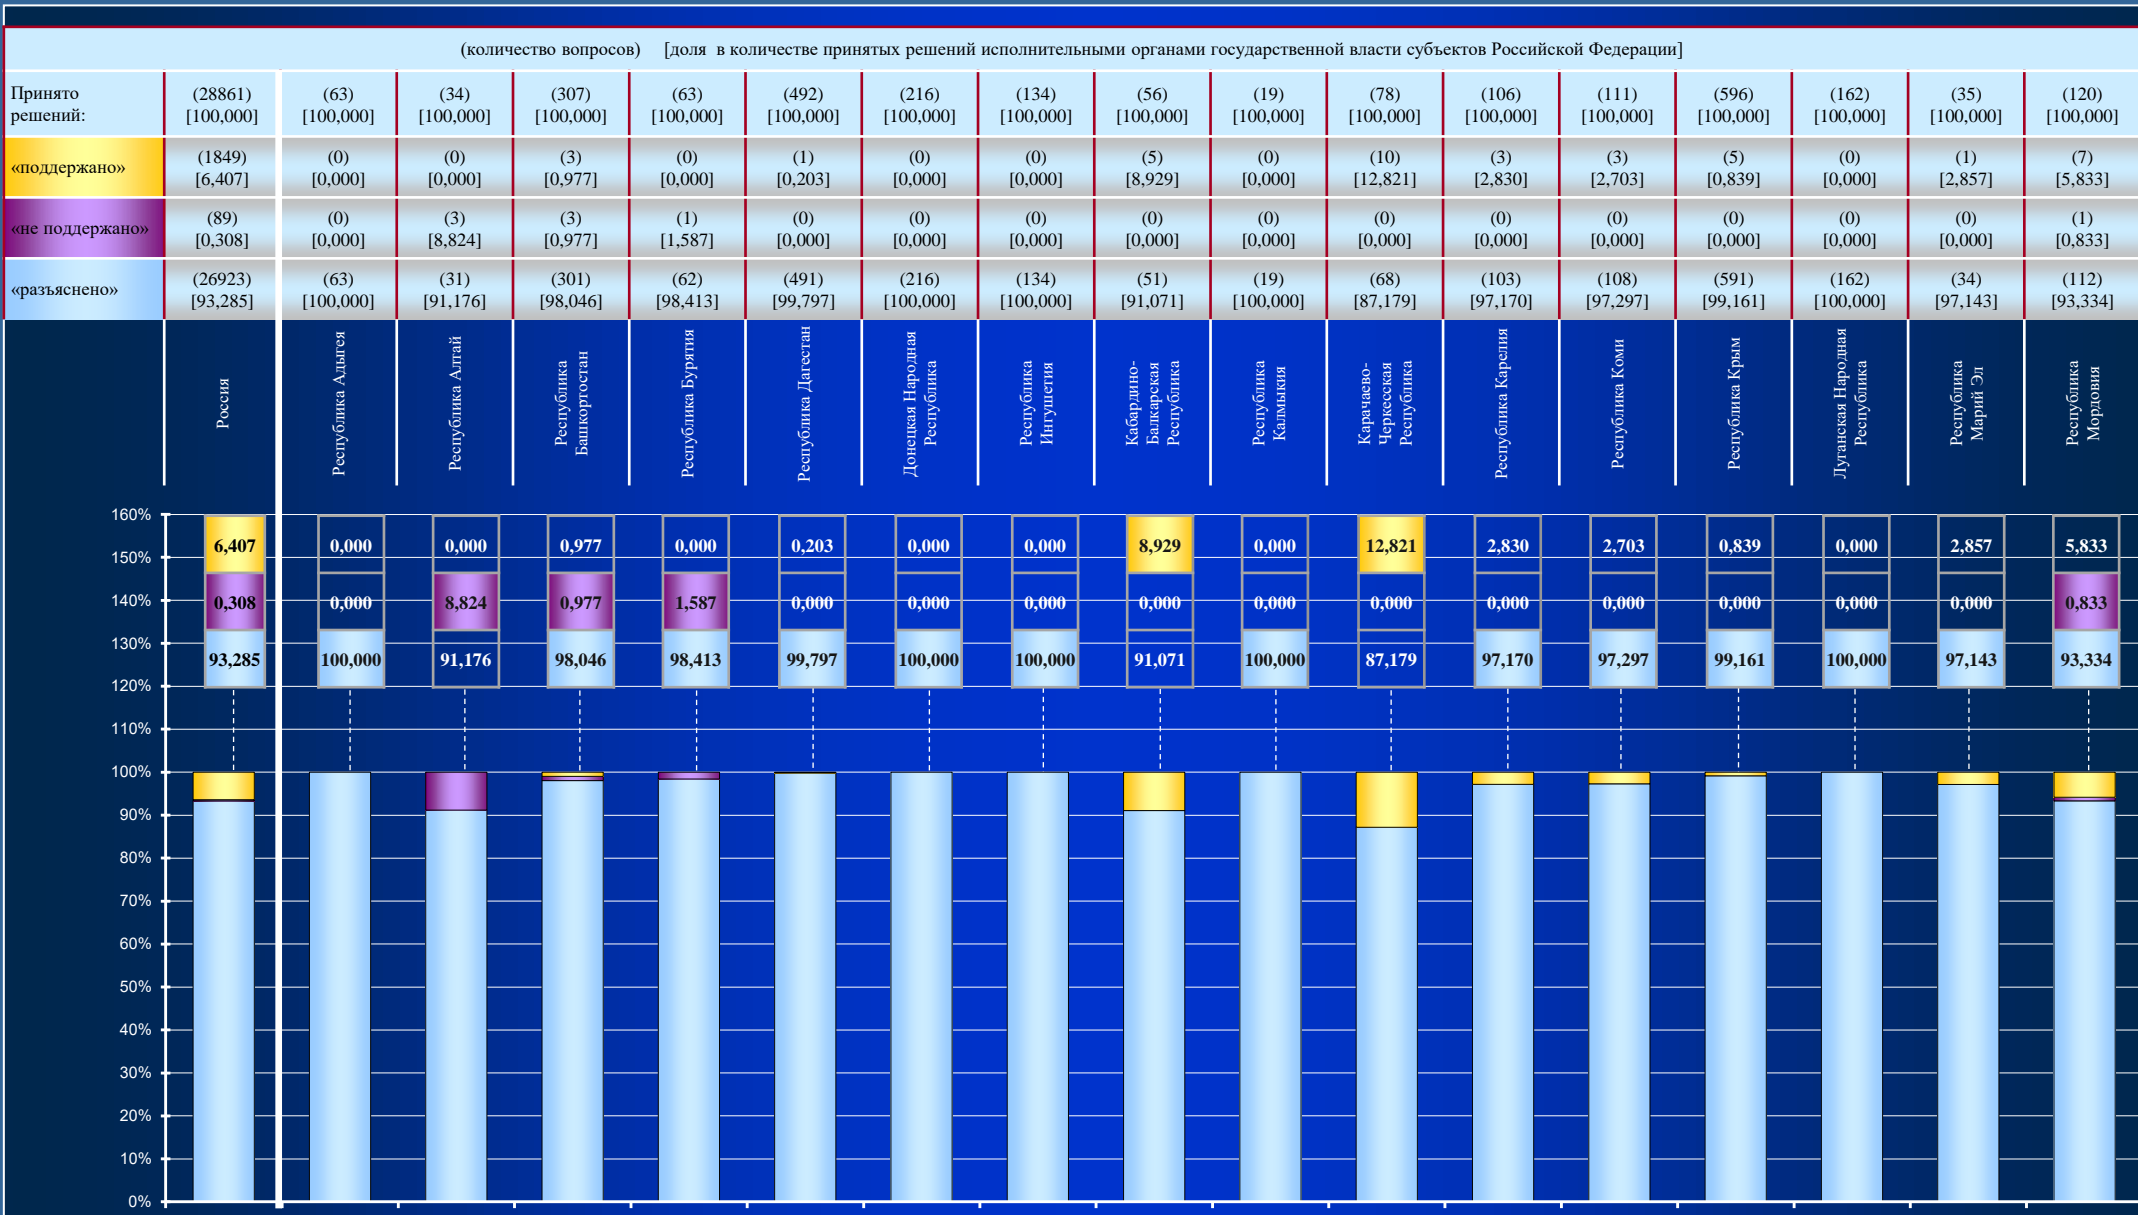 (количество вопросов) [доля в количестве принятых решений исполнительными органами государственной власти субъектов Российской Федерации]
Принято решений: (28861) (63) (34) (307) (63) (492) (216) (134) (56) (19) (78) (106) (111) (596) (162) (35) (120)
[100,000] [100,000] [100,000] [100,000] [100,000] [100,000] [100,000] [100,000] [100,000] [100,000] [100,000] [100,000] [100,000] [100,000] [100,000] [100,000] [100,000]
«поддержано» (1849) (0) (0) (3) (0) (1) (0) (0) (5) (0) (10) (3) (3) (5) (0) (1) (7)
[6,407] [0,000] [0,000] [0,977] [0,000] [0,203] [0,000] [0,000] [8,929] [0,000] [12,821] [2,830] [2,703] [0,839] [0,000] [2,857] [5,833]
«не поддержано» (89) (0) (3) (3) (1) (0) (0) (0) (0) (0) (0) (0) (0) (0) (0) (0) (1)
[0,308] [0,000] [8,824] [0,977] [1,587] [0,000] [0,000] [0,000] [0,000] [0,000] [0,000] [0,000] [0,000] [0,000] [0,000] [0,000] [0,833]
«разъяснено» (26923) (63) (31) (301) (62) (491) (216) (134) (51) (19) (68) (103) (108) (591) (162) (34) (112)
[93,285] [100,000] [91,176] [98,046] [98,413] [99,797] [100,000] [100,000] [91,071] [100,000] [87,179] [97,170] [97,297] [99,161] [100,000] [97,143] [93,334]
Россия
Республика Адыгея
Республика Алтай
Республика
Башкортостан
Республика Бурятия
Республика Дагестан
Донецкая Народная
Республика
Республика
Ингушетия
Кабардино-
Балкарская
Республика
Республика
Калмыкия
Карачаево-
Черкесская
Республика
Республика Карелия
Республика Коми
Республика Крым
Луганская Народная
Республика
Республика
Марий Эл
Республика
Мордовия
160%
6,407 0,000 0,000 0,977 0,000 0,203 0,000 0,000 8,929 0,000 12,821 2,830 2,703 0,839 0,000 2,857 5,833
150%
140% 0,308 0,000 8,824 0,977 1,587 0,000 0,000 0,000 0,000 0,000 0,000 0,000 0,000 0,000 0,000 0,000 0,833
130%
93,285 100,000 91,176 98,046 98,413 99,797 100,000 100,000 91,071 100,000 87,179 97,170 97,297 99,161 100,000 97,143 93,334
120%
110%
100%
90%
80%
70%
60%
50%
40%
30%
20%
10%
0%